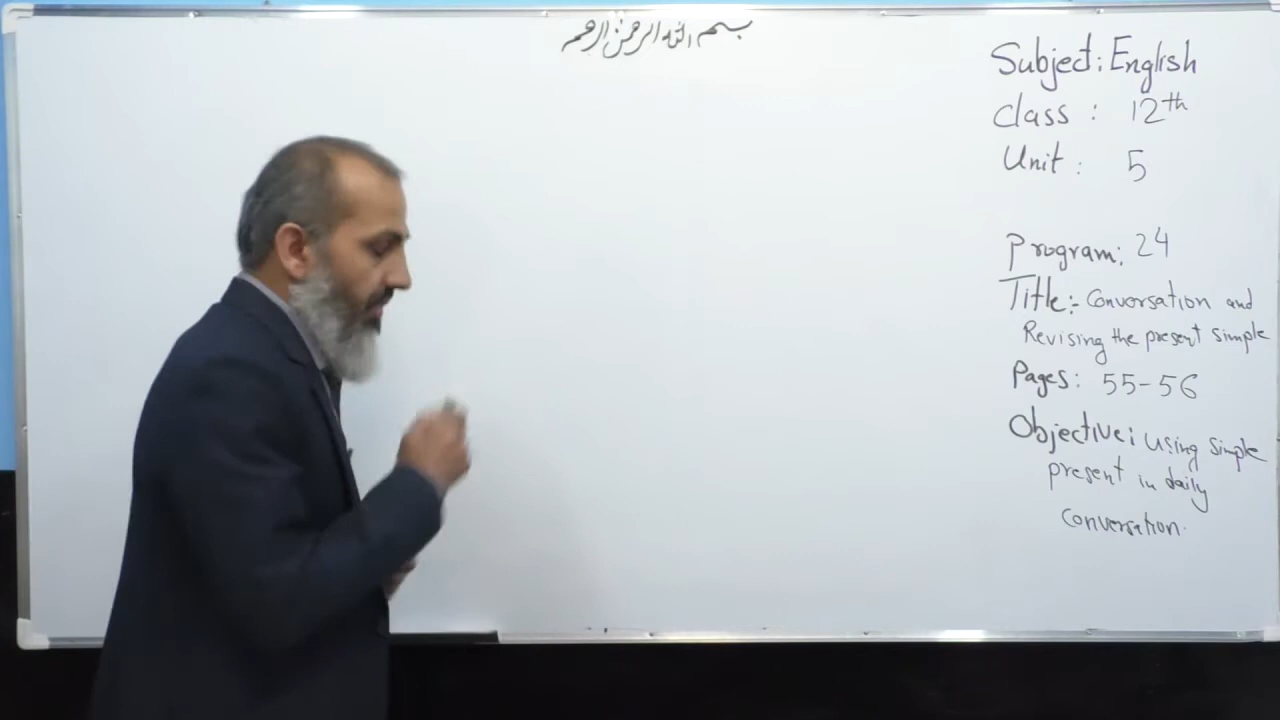 بسم الله الرحمن الرحیم
Subject: English
Class: 12th
Unit: 5
Program: 24
Title:- Conversation and
Revising the present simple
Pages: 55-56
Objective: using simple
present in daily
conversation.